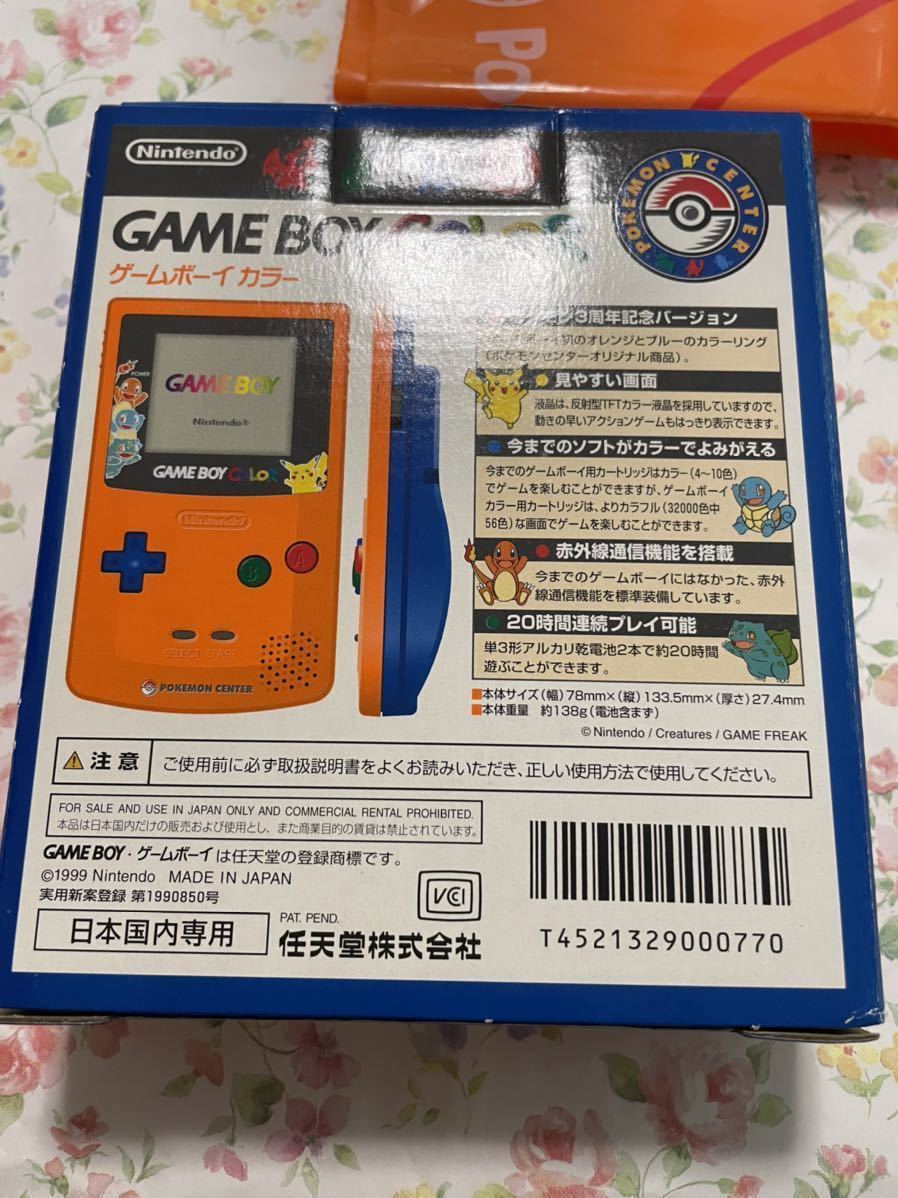 Po
Nintendo
POKEMON CENTER
GAME BOY COLOR
ゲームボーイ カラー
3周年記念バージョン
初のオレンジとブルーのカラーリング
(ポケモンセンターオリジナル商品)。
見やすい画面
液晶は、反射型TFTカラー液晶を採用していますので、
動きの早いアクションゲームもはっきり表示できます。
今までのソフトがカラーでよみがえる
今までのゲームボーイ用カートリッジはカラー(4〜10色)
でゲームを楽しむことができますが、ゲームボーイ
カラー用カートリッジは、よりカラフル(32000色中
56色)な画面でゲームを楽しむことができます。
赤外線通信機能を搭載
今までのゲームボーイにはなかった、赤外
線通信機能を標準装備しています。
20時間連続プレイ可能
単3形アルカリ乾電池2本で約20時間
遊ぶことができます。
■本体サイズ(幅)78mm×(縦)133.5mm×(厚さ)27.4mm
■本体重量 約138g(電池含まず)
©Nintendo / Creatures / GAME FREAK
POWER
GAME BOY
Nintendo®
GAME BOY COLOR
Nintendo
B A
SELECT START
POKEMON CENTER
注意 ご使用前に必ず取扱説明書をよくお読みいただき、正しい使用方法で使用してください。
FOR SALE AND USE IN JAPAN ONLY AND COMMERCIAL RENTAL PROHIBITED.
本品は日本国内だけの販売および使用とし、また商業目的の賃貸は禁止されています。
GAME BOY・ゲームボーイは任天堂の登録商標です。
©1999 Nintendo MADE IN JAPAN
実用新案登録 第1990850号
VCI
日本国内専用
PAT. PEND.
任天堂株式会社
T4521329000770